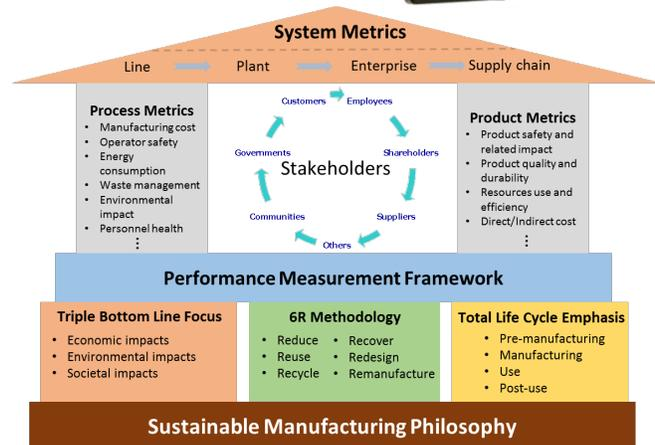 System Metrics
Line Plant Enterprise Supply chain
Process Metrics
• Manufacturing cost
• Operator safety
• Energy
consumption
• Waste management
• Environmental
impact
• Personnel health
⋮
Customers Employees
Governments Shareholders
Stakeholders
Communities Suppliers
Others
Product Metrics
• Product safety and
related impact
• Product quality and
durability
• Resources use and
efficiency
• Direct/Indirect cost
⋮
Performance Measurement Framework
Triple Bottom Line Focus
• Economic impacts
• Environmental impacts
• Societal impacts
6R Methodology
• Reduce • Recover
• Reuse • Redesign
• Recycle • Remanufacture
Total Life Cycle Emphasis
• Pre-manufacturing
• Manufacturing
• Use
• Post-use
Sustainable Manufacturing Philosophy